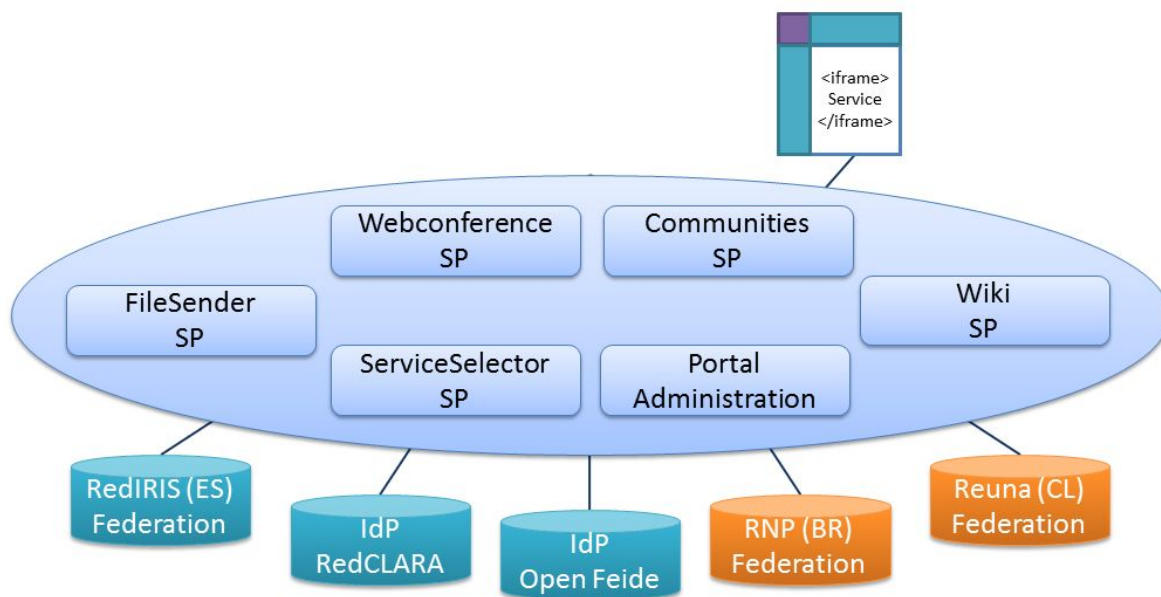 <iframe>
Service
</iframe>
Webconference
SP
Communities
SP
FileSender
SP
Wiki
SP
ServiceSelector
SP
Portal
Administration
RedIRIS (ES)
Federation
IdP
RedCLARA
IdP
Open Feide
RNP (BR)
Federation
Reuna (CL)
Federation